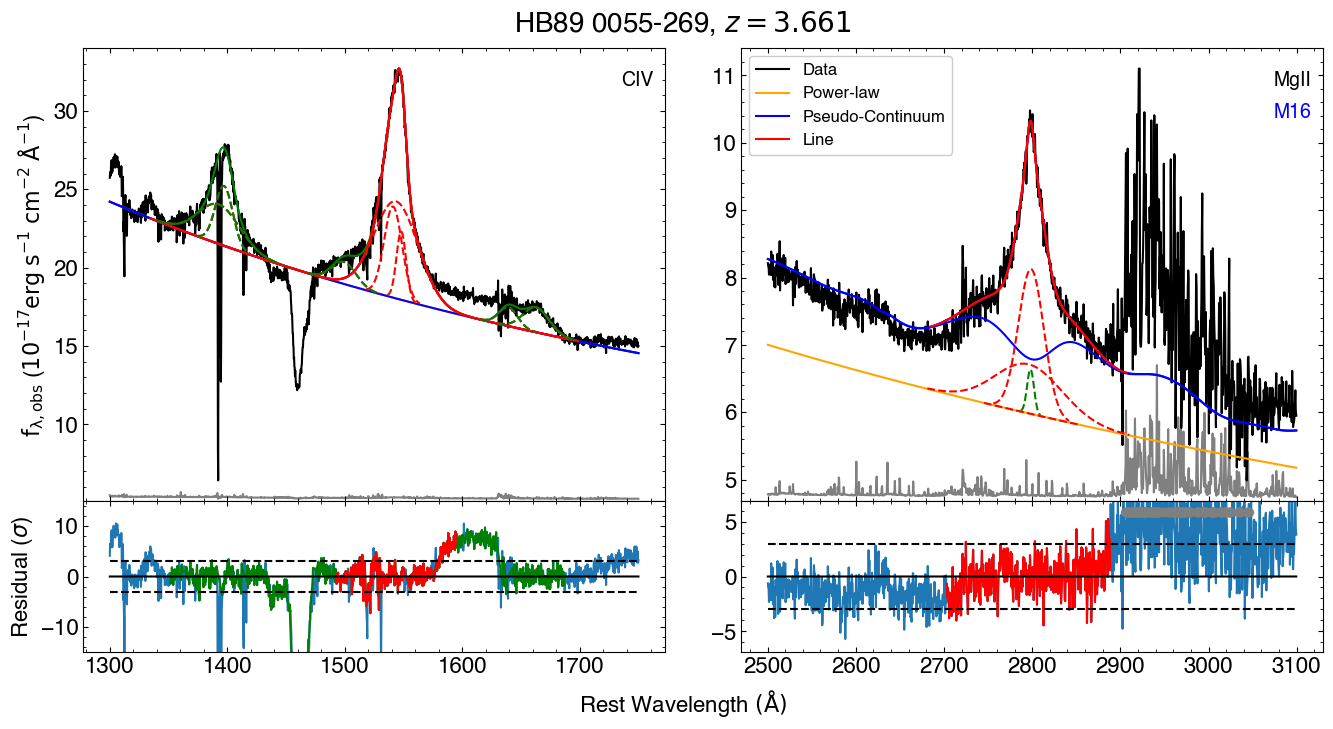 HB89 0055-269, z = 3.661
CIV
30
25
20
15
10
f_{λ,obs} (10^{−17} erg s^{−1} cm^{−2} Å^{−1})
10
0
−10
Residual (σ)
1300 1400 1500 1600 1700
Data
Power-law
Pseudo-Continuum
Line
MgII
M16
11
10
9
8
7
6
5
5
0
−5
2500 2600 2700 2800 2900 3000 3100
Rest Wavelength (Å)